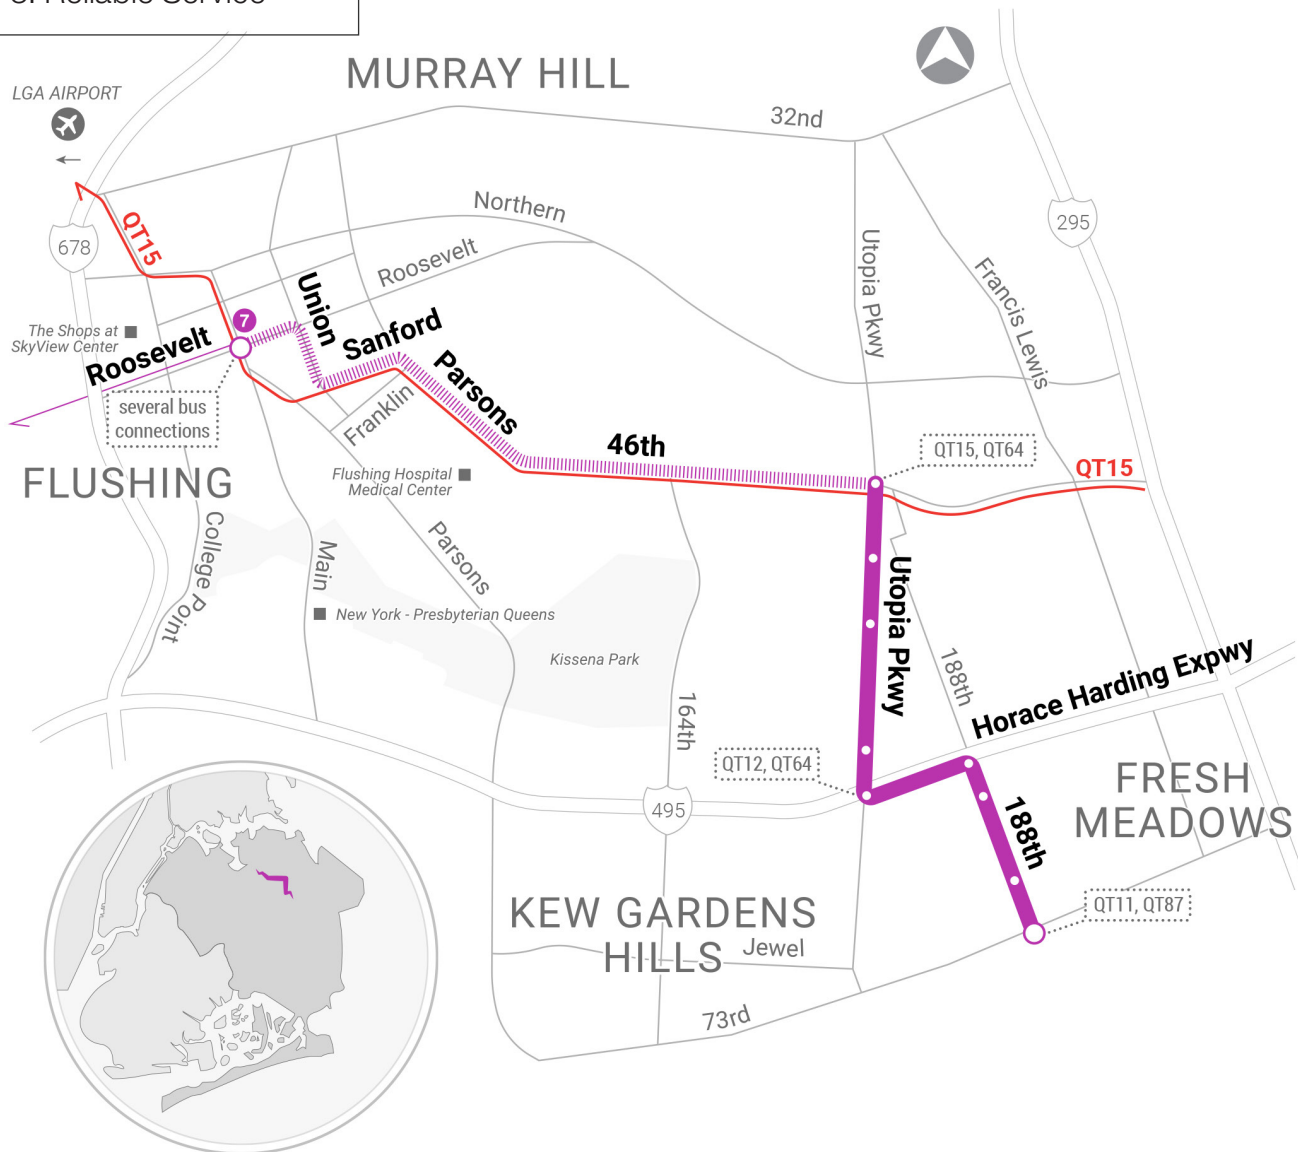 3. Reliable Service
MURRAY HILL
LGA AIRPORT
32nd
QT15
678
Northern
Roosevelt
Utopia Pkwy
295
Francis Lewis
The Shops at
SkyView Center
Roosevelt
7
Union
Sanford
Parsons
several bus
connections
Franklin
46th
QT15, QT64
QT15
FLUSHING
Flushing Hospital
Medical Center
College Point
Main
Parsons
New York - Presbyterian Queens
Kissena Park
Utopia Pkwy
188th
Horace Harding Expwy
164th
QT12, QT64
495
FRESH
MEADOWS
188th
KEW GARDENS
HILLS
Jewel
QT11, QT87
73rd